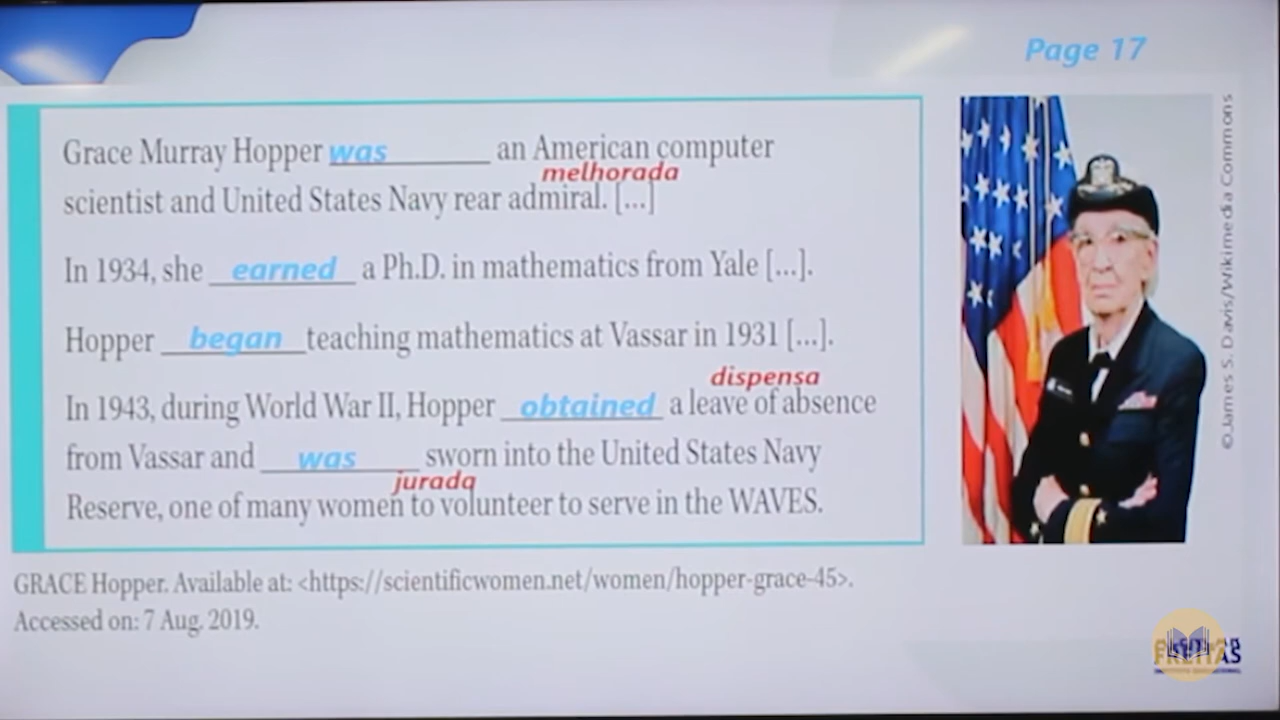 Page 17
Grace Murray Hopper was an American computer
melhorada
scientist and United States Navy rear admiral. [...]
In 1934, she earned a Ph.D. in mathematics from Yale [...].
Hopper began teaching mathematics at Vassar in 1931 [...].
dispensa
In 1943, during World War II, Hopper obtained a leave of absence
from Vassar and was sworn into the United States Navy
jurada
Reserve, one of many women to volunteer to serve in the WAVES.
GRACE Hopper. Available at: <https://scientificwomen.net/women/hopper-grace-45>.
Accessed on: 7 Aug. 2019.
©James S. Davis/Wikimedia Commons
FREITAS